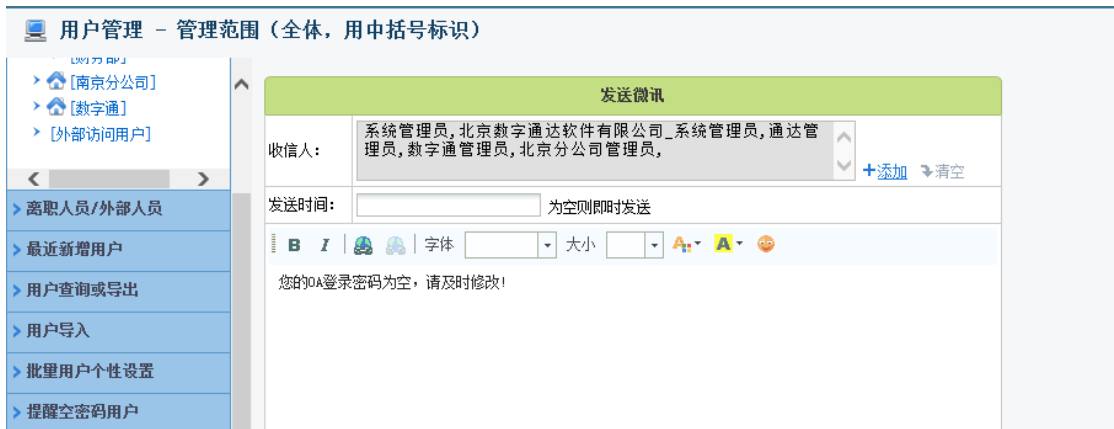 用户管理 - 管理范围（全体，用中括号标识）
[南京分公司]
[数字通]
[外部访问用户]
离职人员/外部人员
最近新增用户
用户查询或导出
用户导入
批量用户个性设置
提醒空密码用户
发送微讯
收信人：
系统管理员,北京数字通达软件有限公司_系统管理员,通达管
理员,数字通管理员,北京分公司管理员,
添加 清空
发送时间： 为空则即时发送
B I 字体 大小 A A
您的OA登录密码为空，请及时修改!